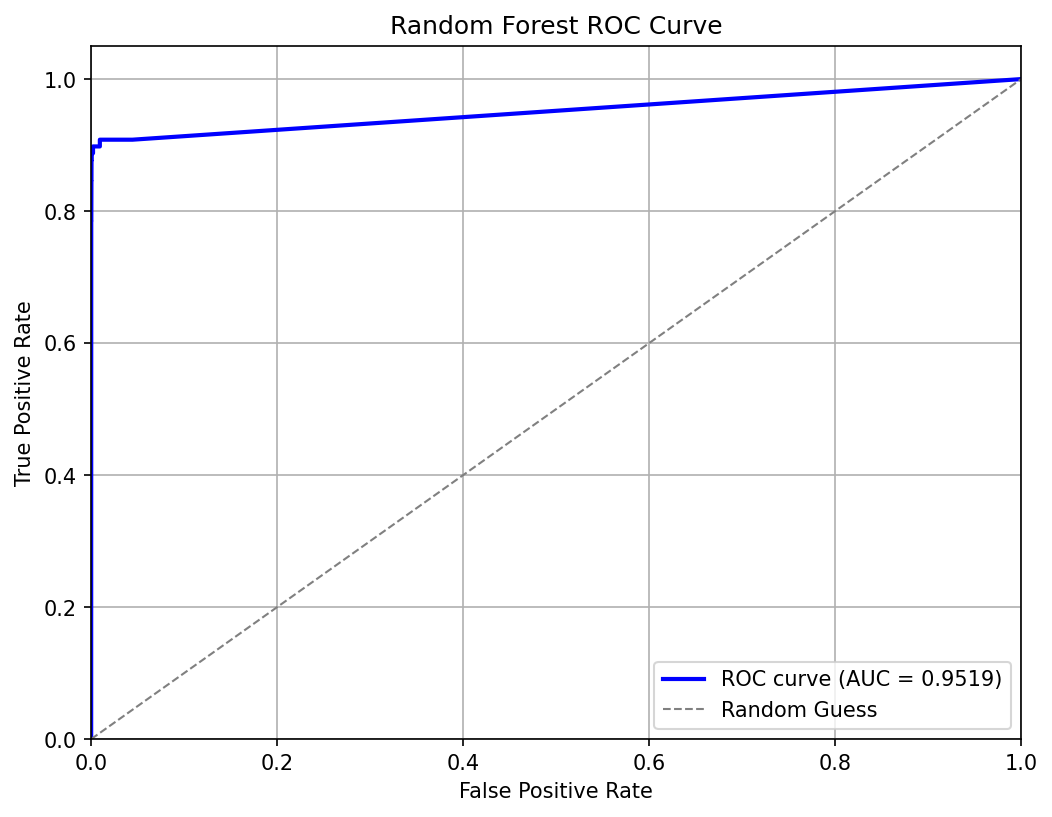 Random Forest ROC Curve
True Positive Rate
1.0
0.8
0.6
0.4
0.2
0.0
0.0 0.2 0.4 0.6 0.8 1.0
False Positive Rate
ROC curve (AUC = 0.9519)
Random Guess